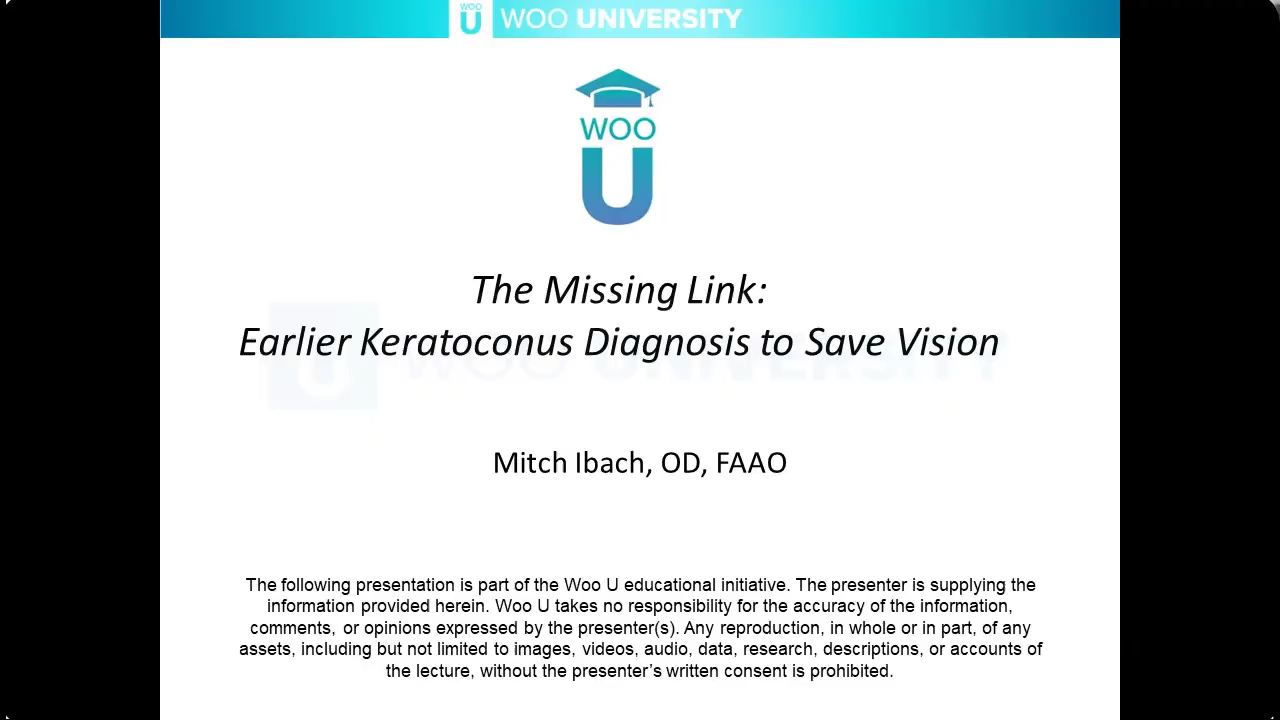 WOO
U
WOO UNIVERSITY
WOO
U
The Missing Link:
Earlier Keratoconus Diagnosis to Save Vision
U WOO UNIVERSITY
Mitch Ibach, OD, FAAO
The following presentation is part of the Woo U educational initiative. The presenter is supplying the
information provided herein. Woo U takes no responsibility for the accuracy of the information,
comments, or opinions expressed by the presenter(s). Any reproduction, in whole or in part, of any
assets, including but not limited to images, videos, audio, data, research, descriptions, or accounts of
the lecture, without the presenter’s written consent is prohibited.